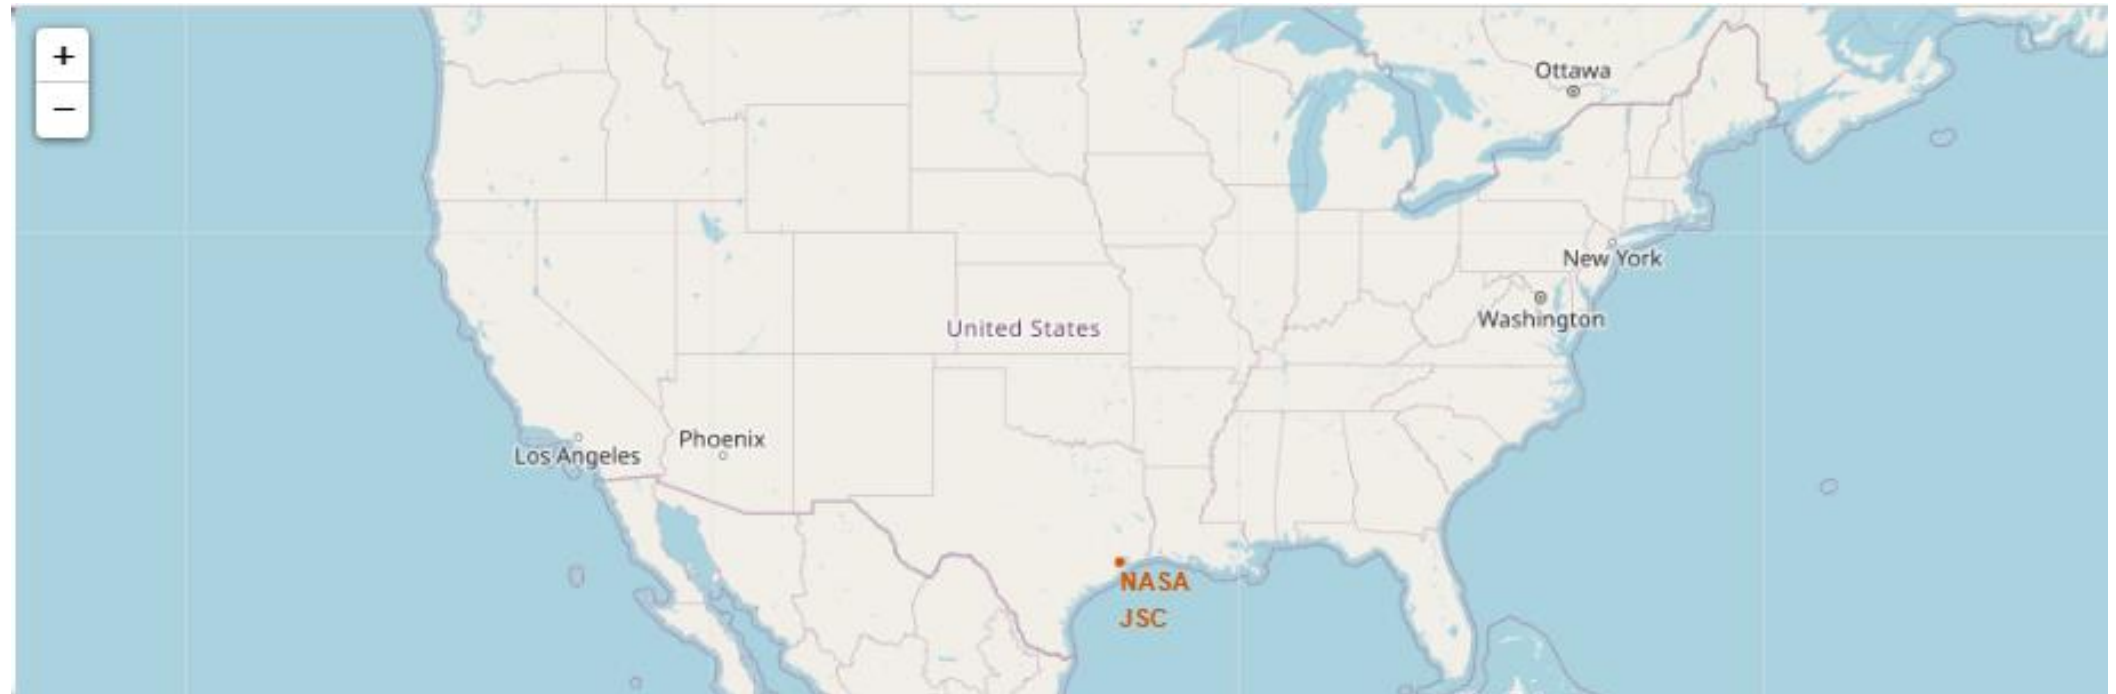 +
−
Ottawa
New York
Washington
United States
Phoenix
Los Angeles
NASA
JSC